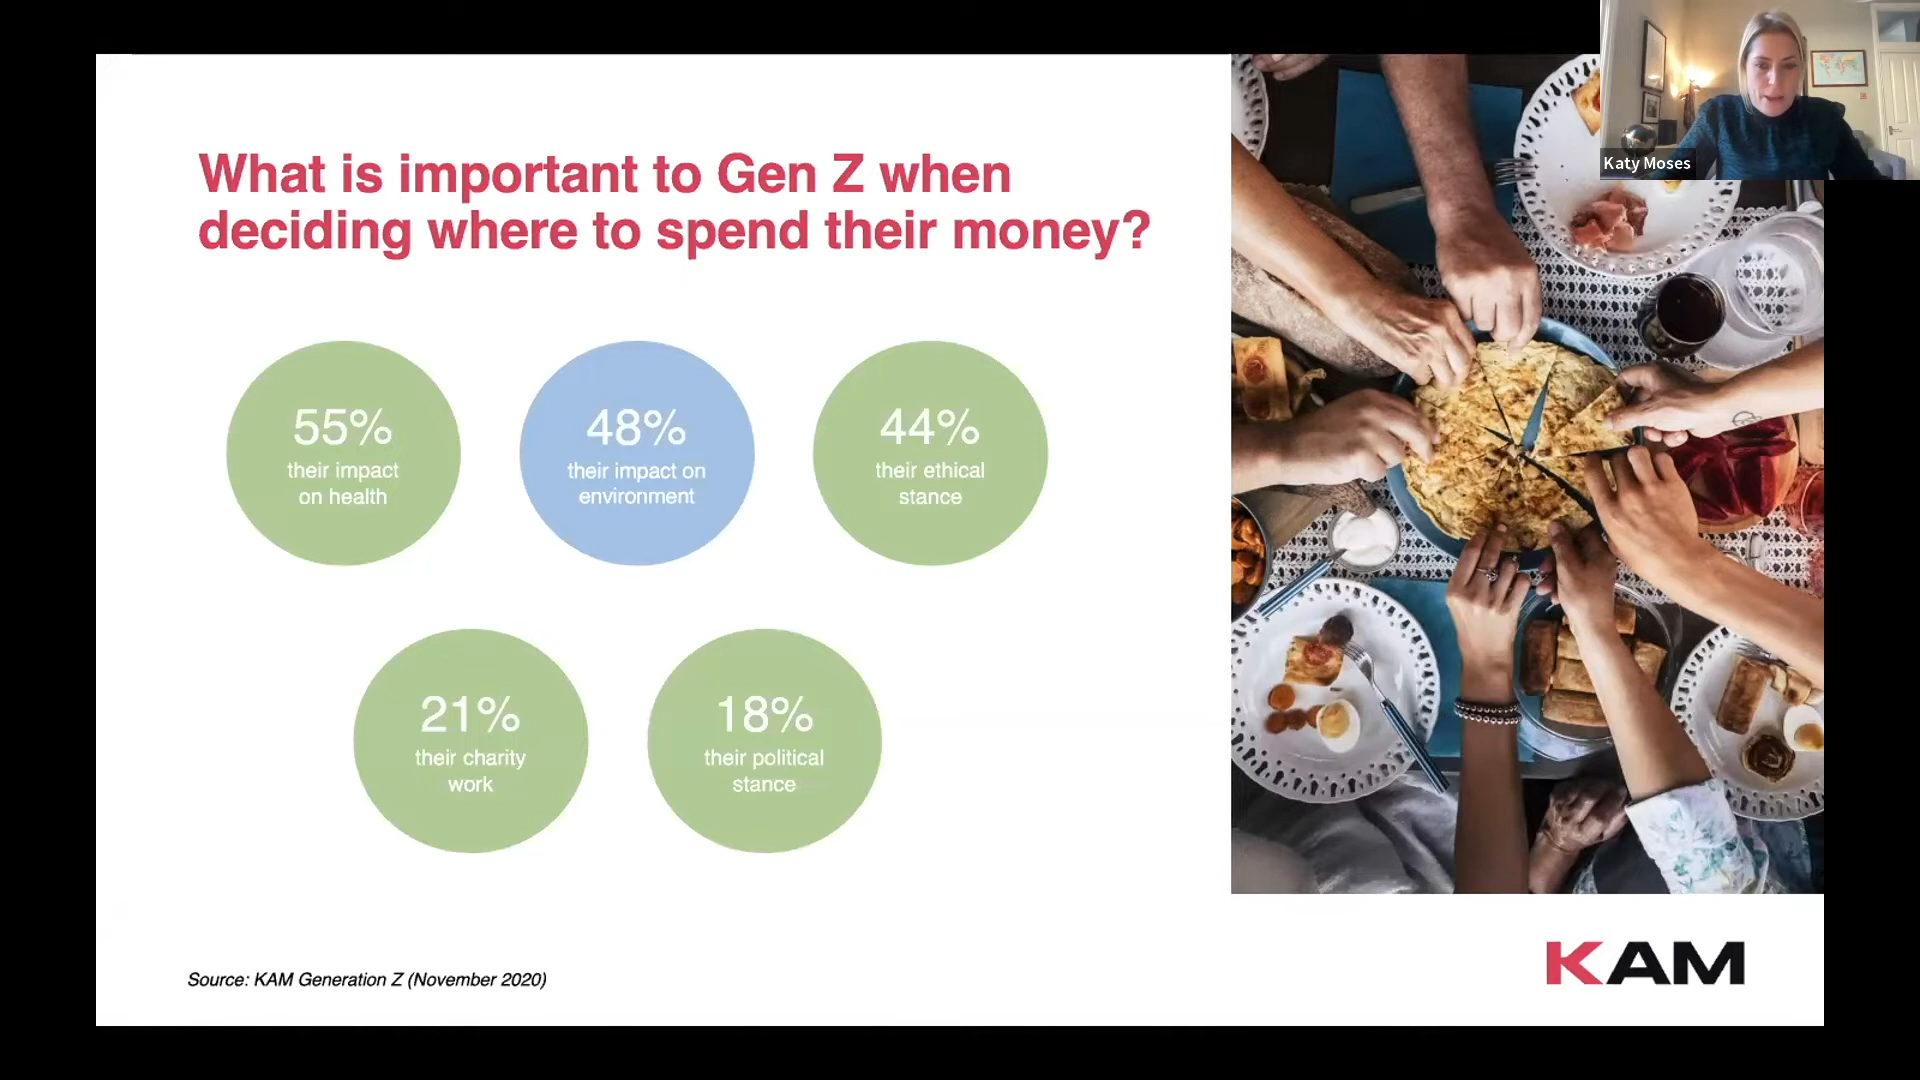 What is important to Gen Z when
deciding where to spend their money?
55%
their impact
on health
48%
their impact on
environment
44%
their ethical
stance
21%
their charity
work
18%
their political
stance
Source: KAM Generation Z (November 2020)
KAM
Katy Moses